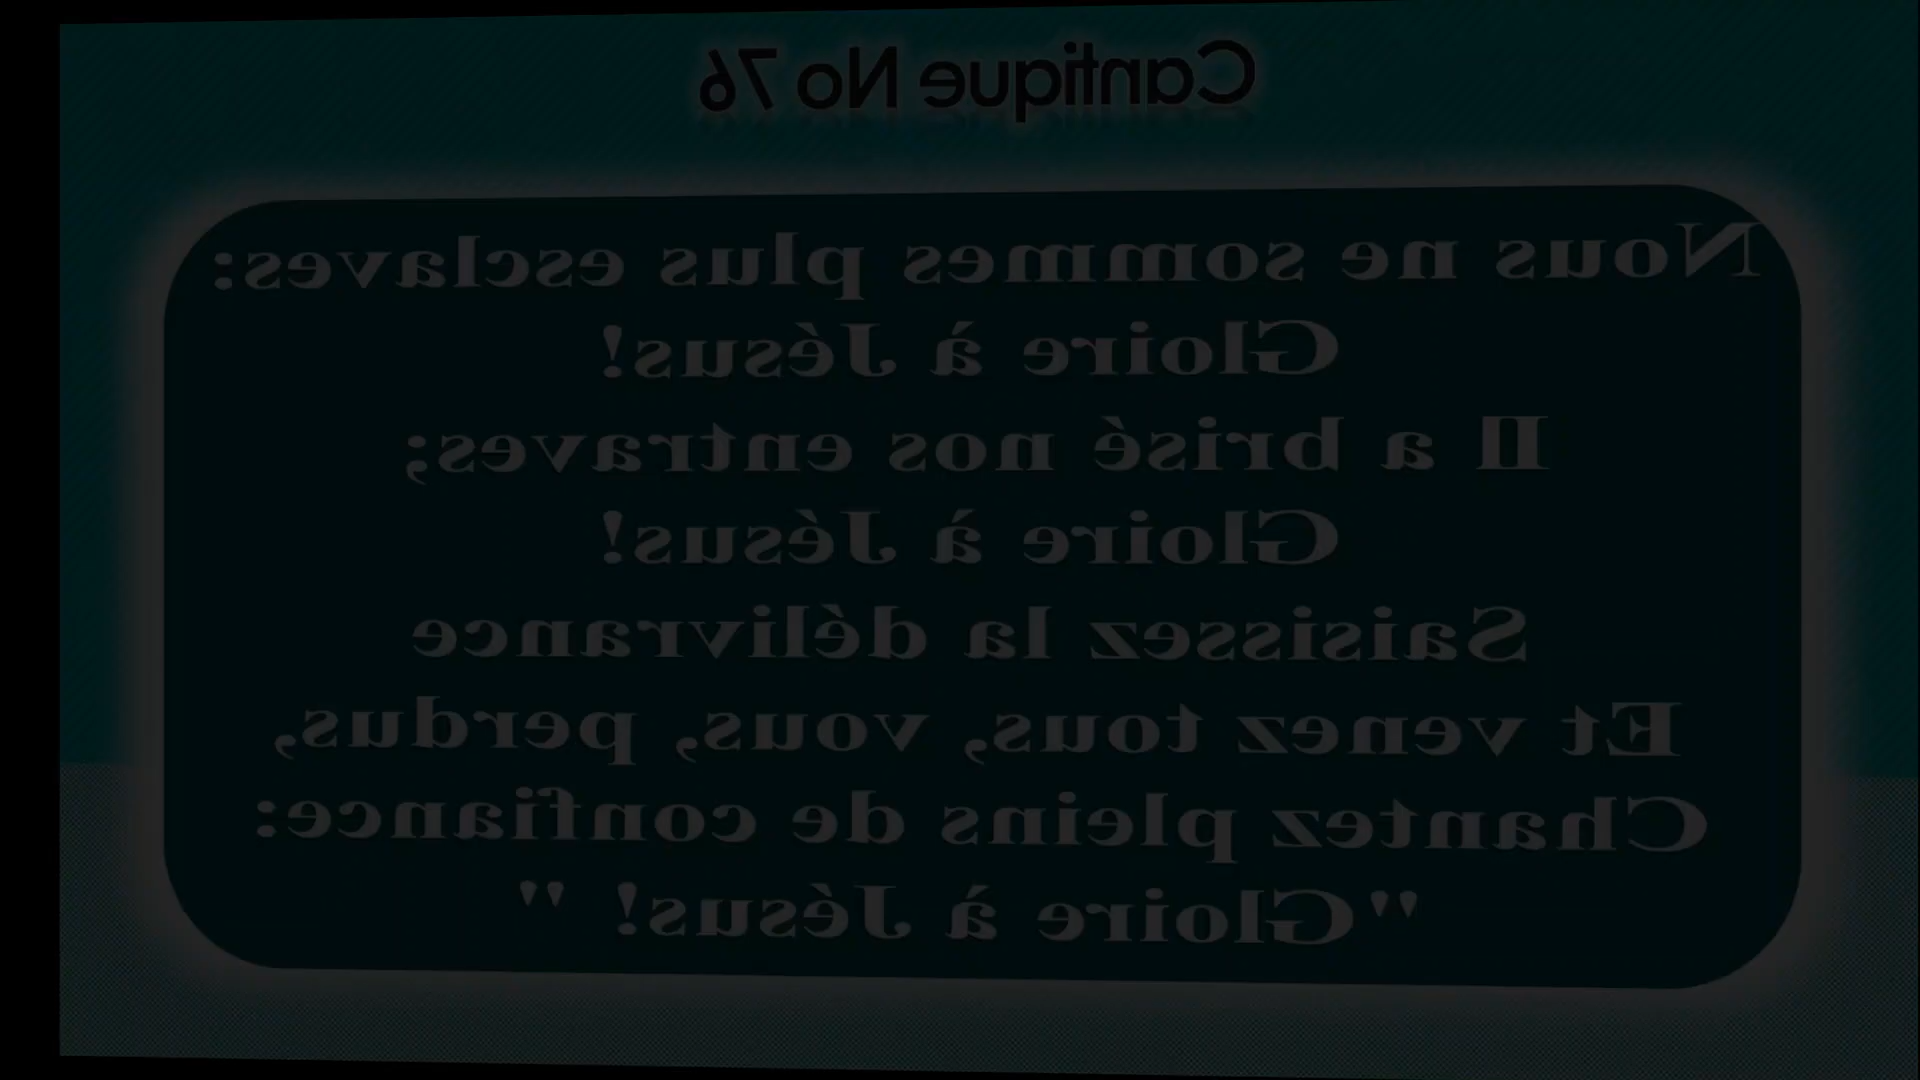 Cantique No 76
Nous ne sommes plus esclaves:
Gloire à Jésus!
Il a brisé nos entraves;
Gloire à Jésus!
Saisissez la délivrance
Et venez tous, vous, perdus,
Chantez pleins de confiance:
"Gloire à Jésus! "